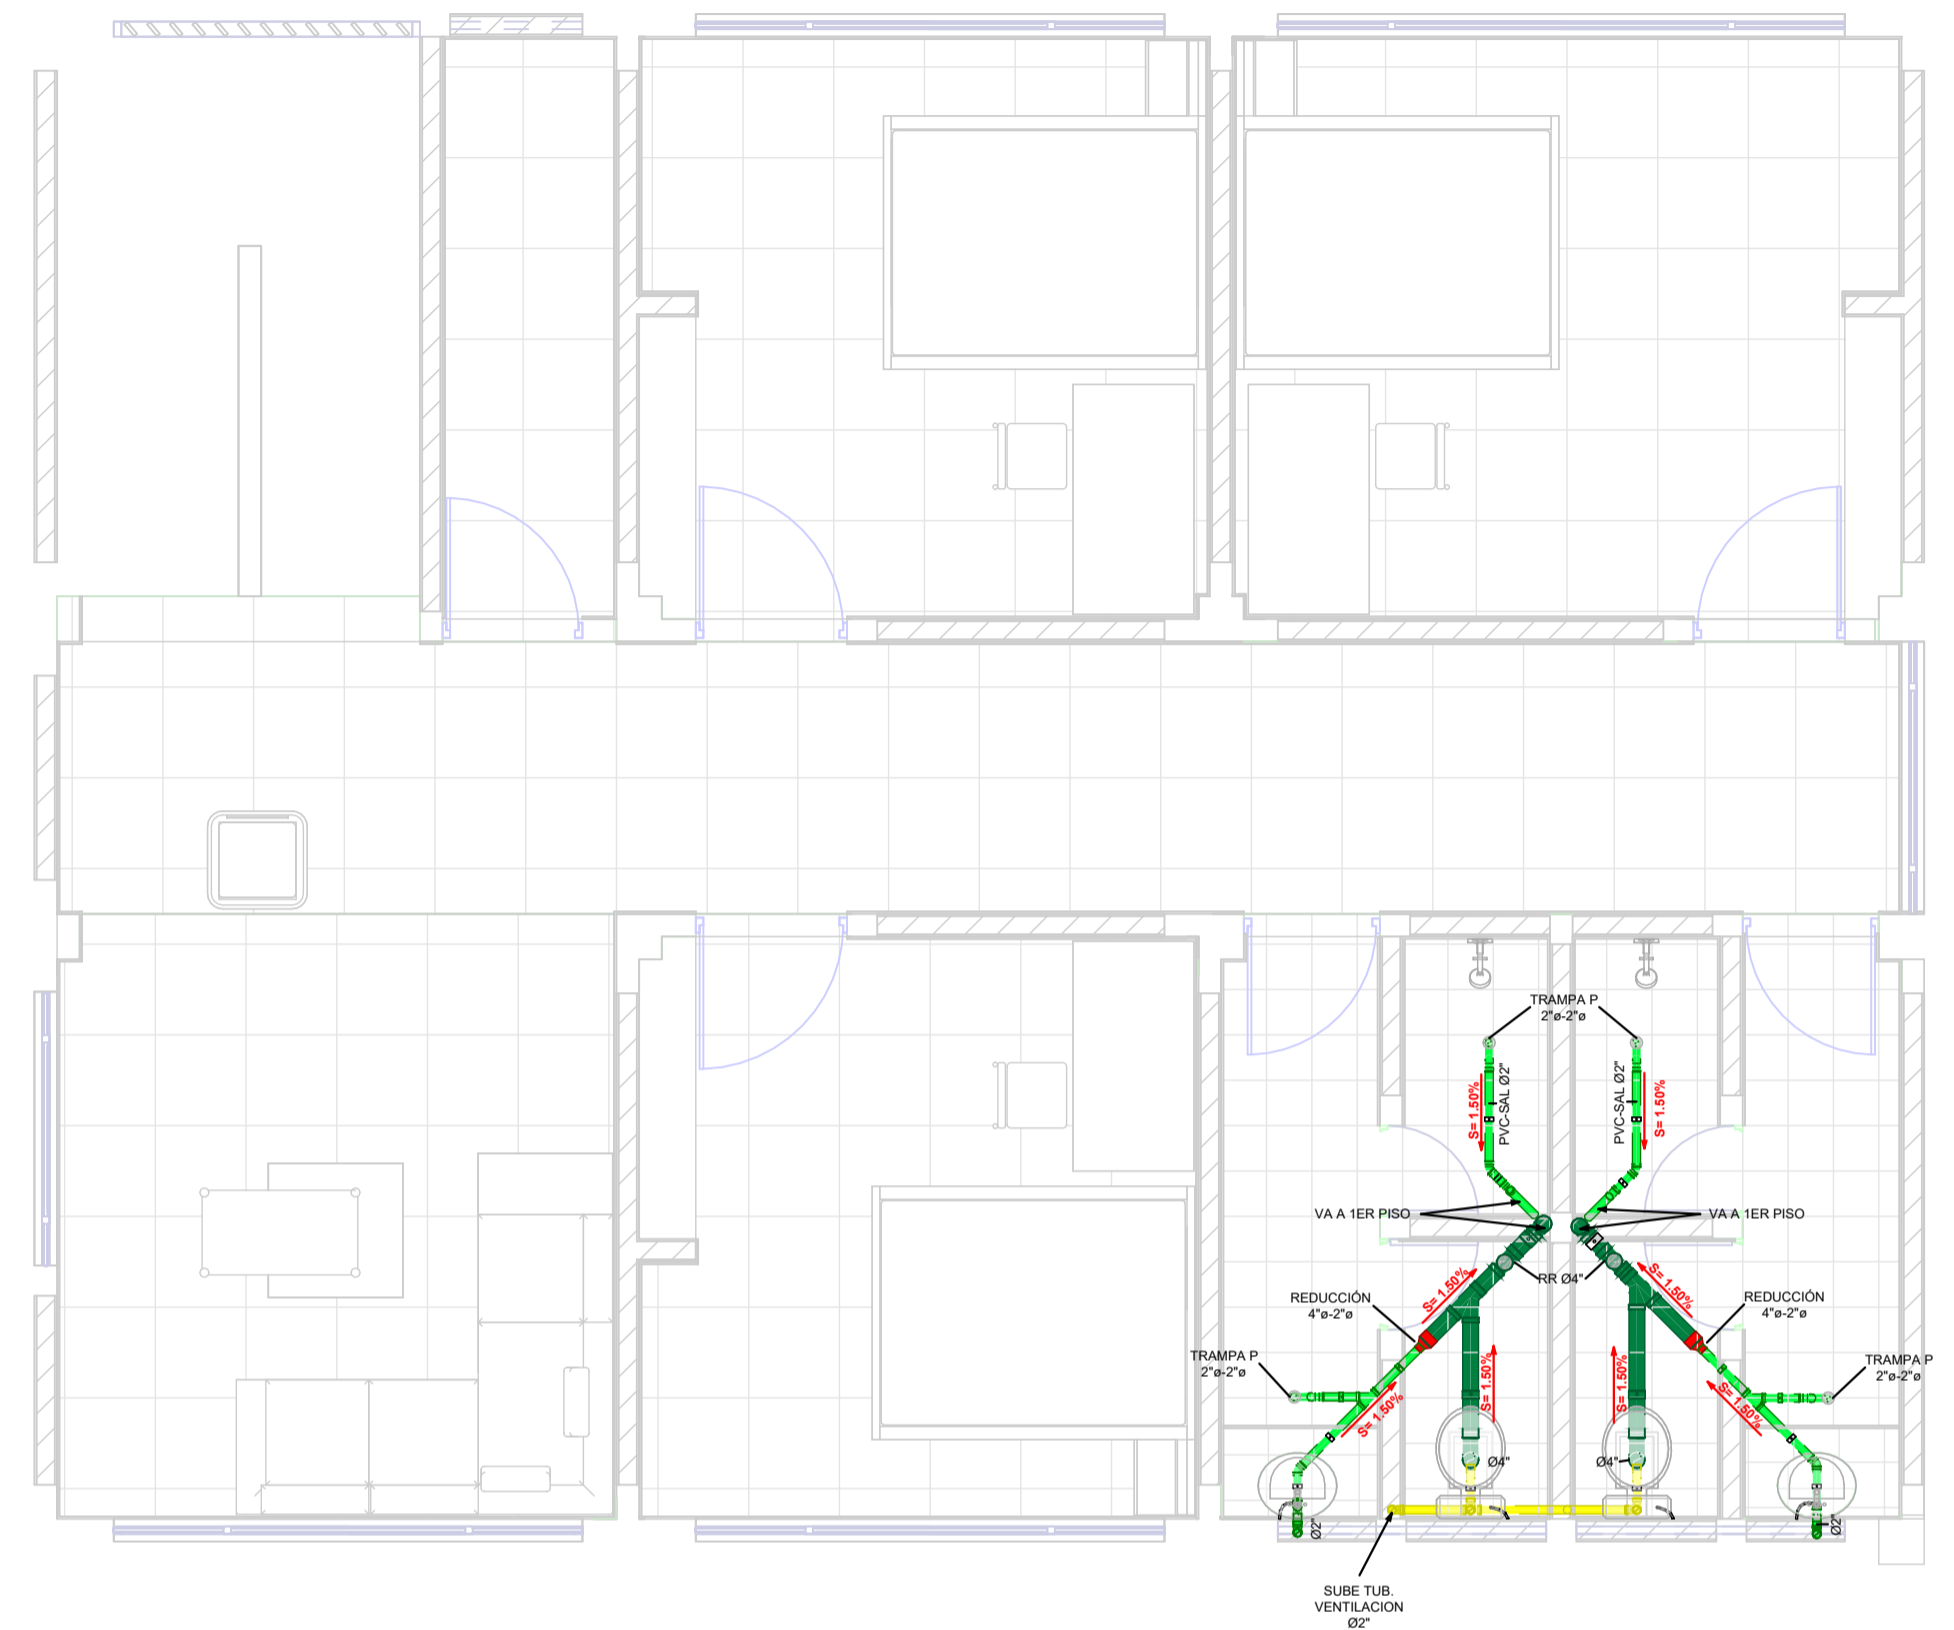 TRAMPA P
2"ø-2"ø
S= 1.50%
PVC-SAL Ø2"
PVC-SAL Ø2"
S= 1.50%
VA A 1ER PISO
VA A 1ER PISO
RR Ø4"
S= 1.50%
S= 1.50%
REDUCCIÓN
4"ø-2"ø
REDUCCIÓN
4"ø-2"ø
TRAMPA P
2"ø-2"ø
TRAMPA P
2"ø-2"ø
S= 1.50%
S= 1.50%
S= 1.50%
S= 1.50%
Ø4"
Ø4"
Ø2"
Ø2"
SUBE TUB.
VENTILACION
Ø2"